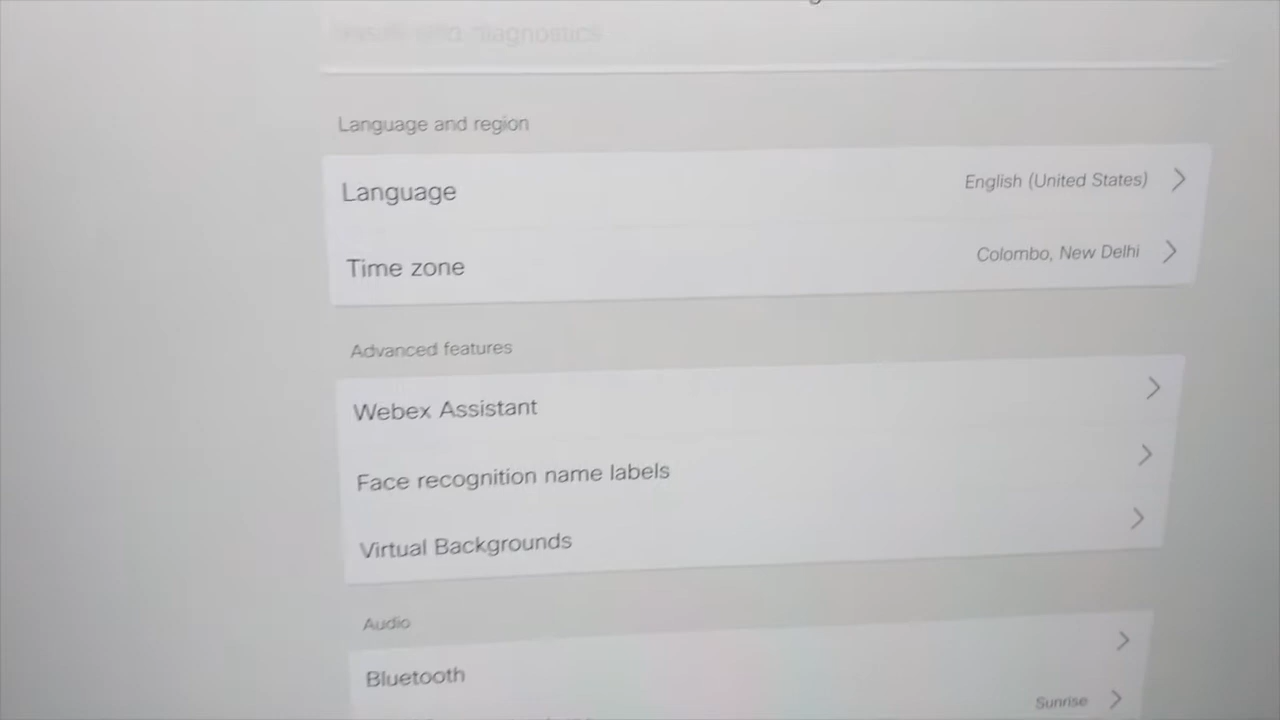 diagnostics
Language and region
Language English (United States)
Time zone Colombo, New Delhi
Advanced features
Webex Assistant
Face recognition name labels
Virtual Backgrounds
Audio
Bluetooth
Sunrise